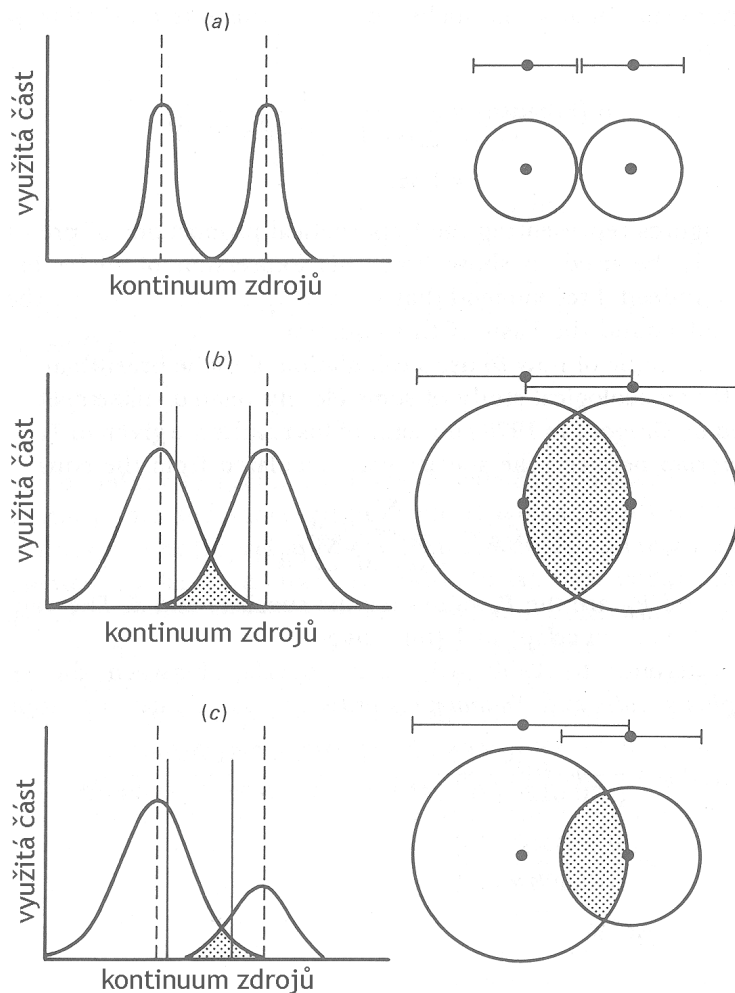 (a)
využitá část
kontinuum zdrojů
(b)
využitá část
kontinuum zdrojů
(c)
využitá část
kontinuum zdrojů